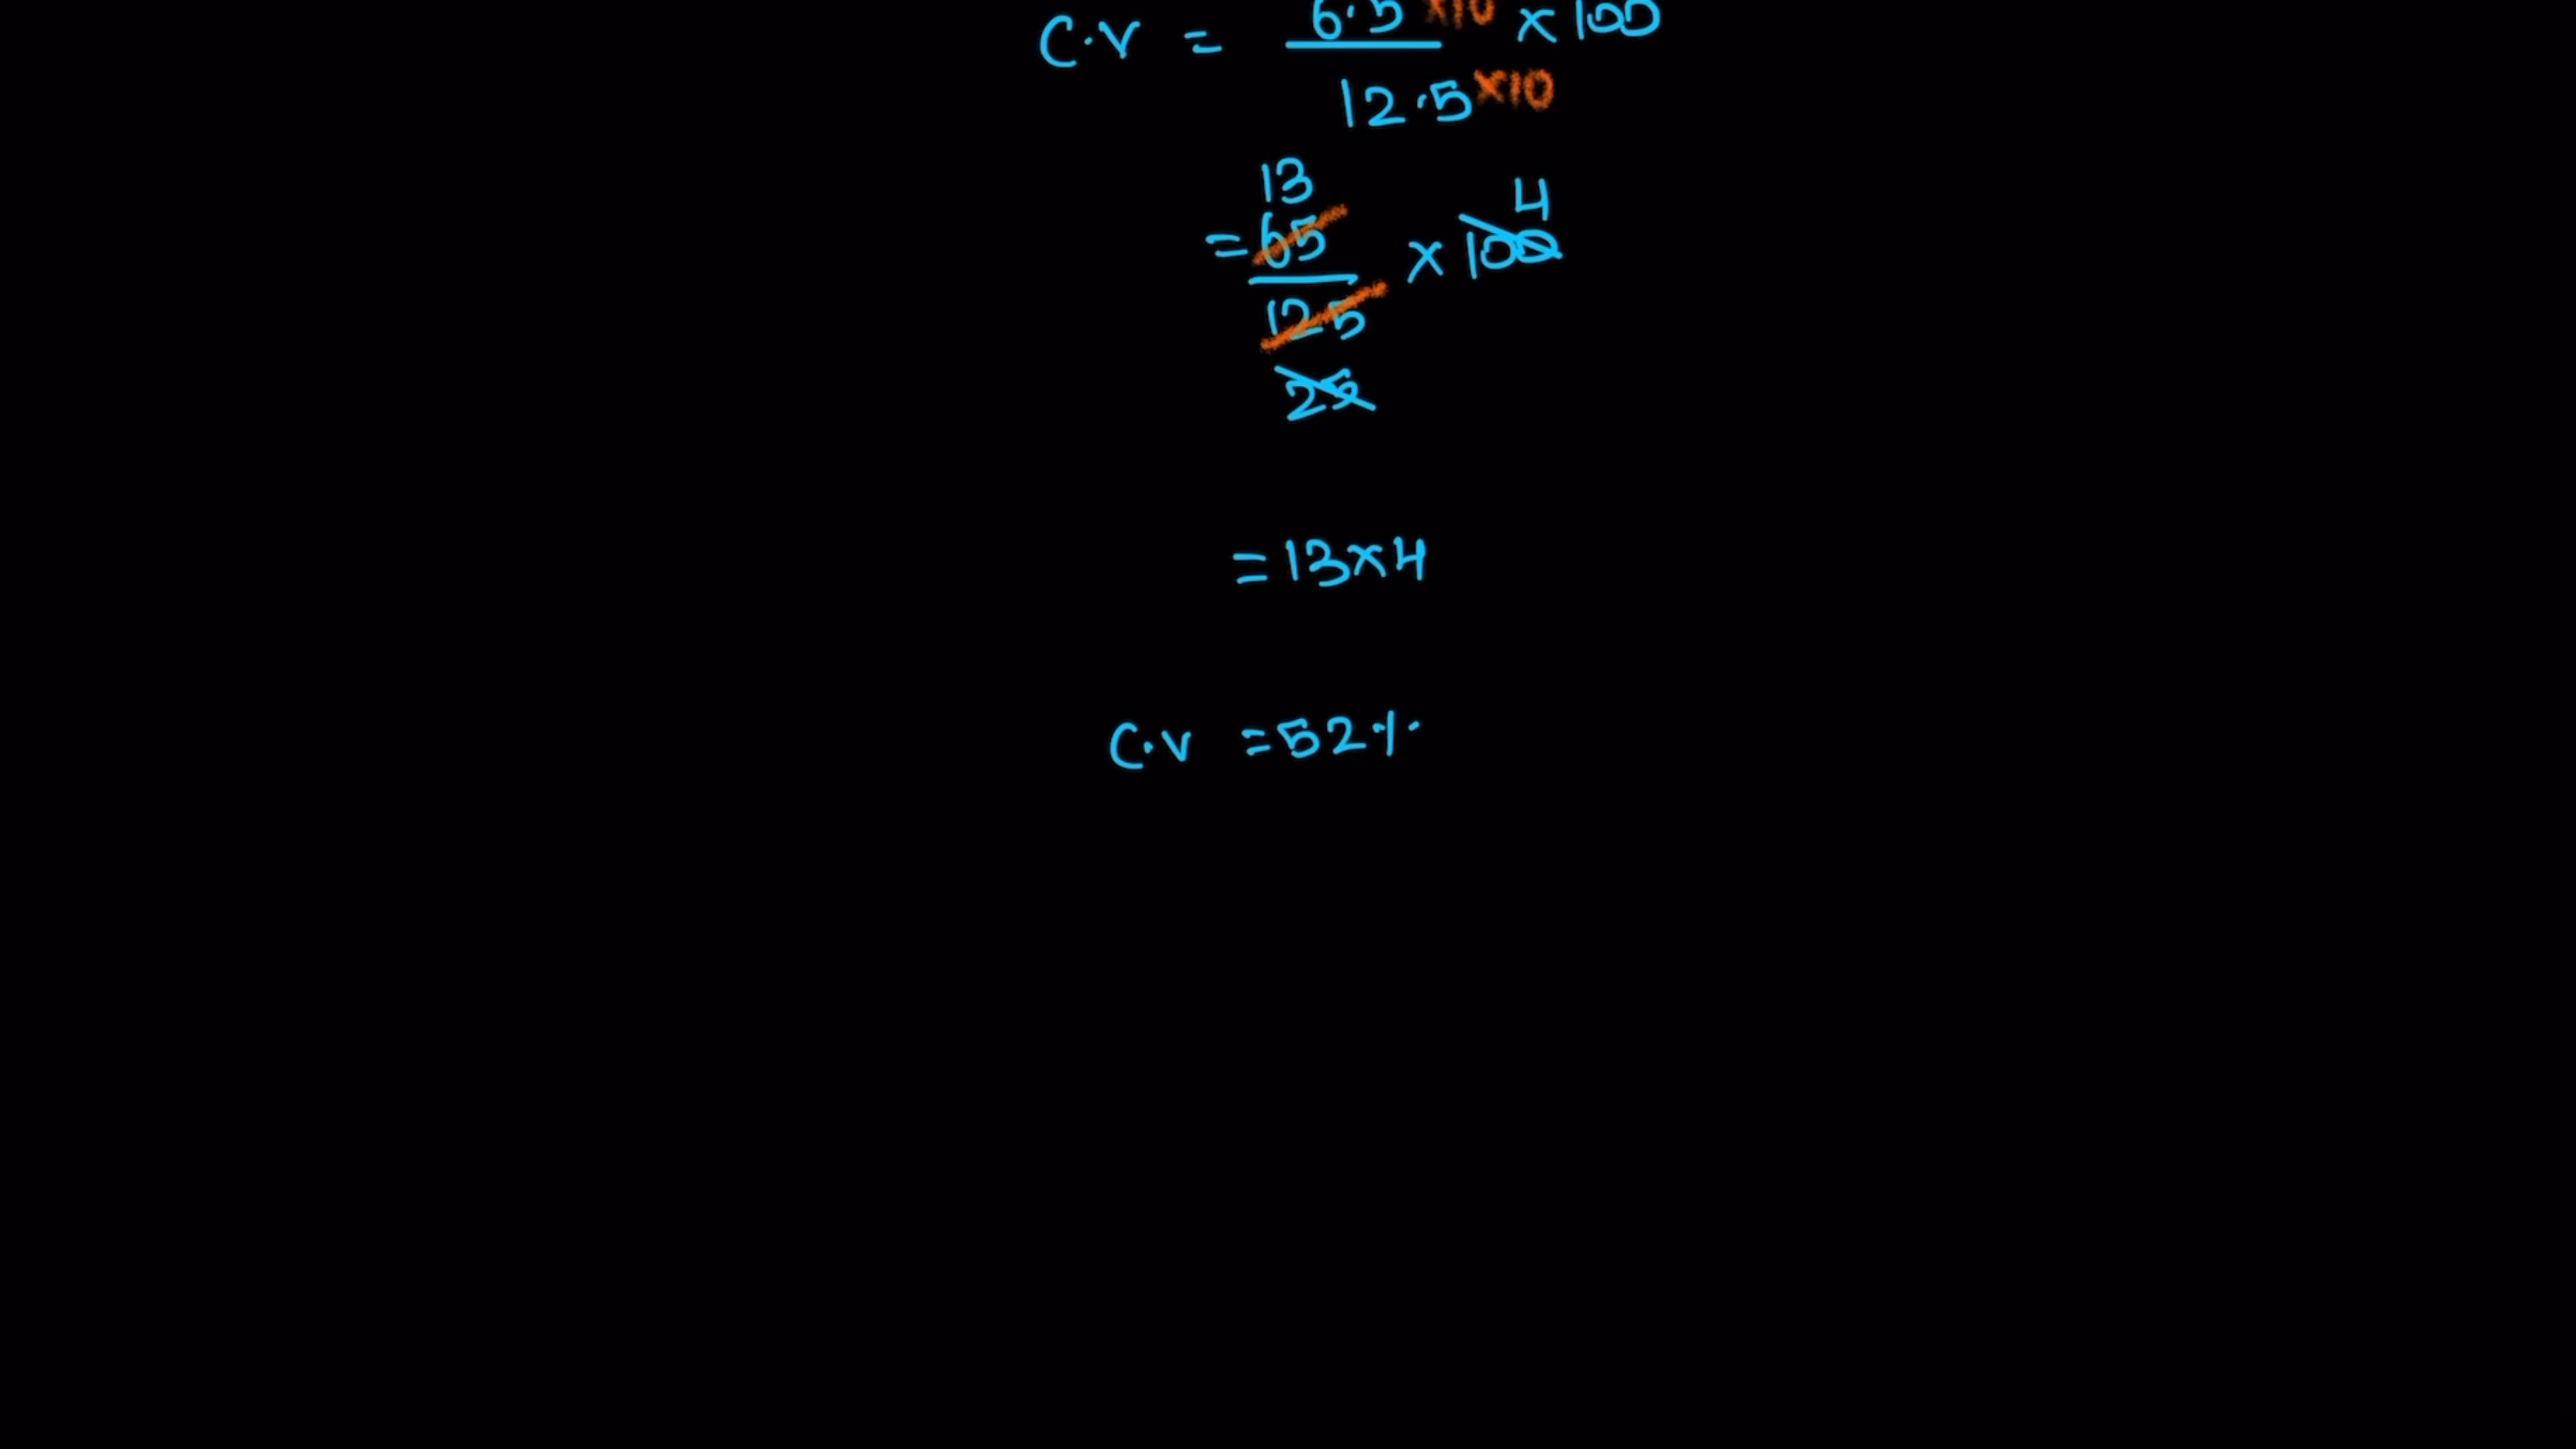 C.V = 6.5 ×10 × 100
12.5 ×10
13 4
= 65 × 100
125
25
= 13×4
C.V = 52%